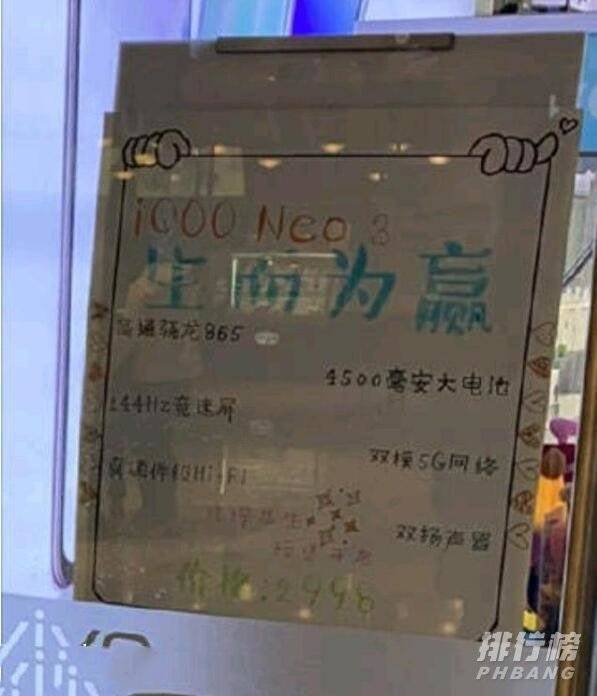 iQOO Neo 3
生而为赢
高通骁龙865
4500毫安大电池
144Hz竞速屏
双模5G网络
Hi-Fi
双扬声器
价格:2998
排行榜
PHBANG